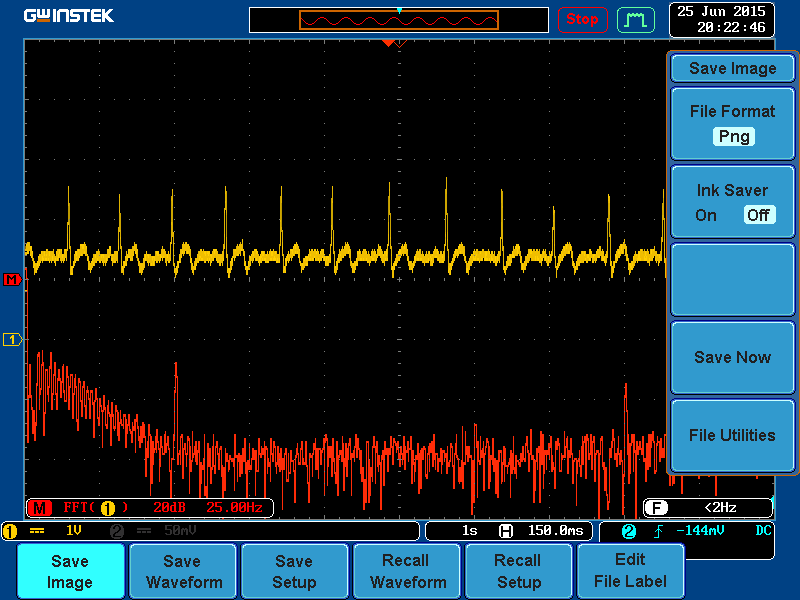 GWINSTEK
Stop
25 Jun 2015
20:22:46
Save Image
File Format
Png
Ink Saver
On Off
Save Now
File Utilities
M
1
M FFT( 1 ) 20dB 25.00Hz
F <2Hz
1 1V 2 50mV
1s H 150.0ms
2 -144mV DC
Save Image
Save Waveform
Save Setup
Recall Waveform
Recall Setup
Edit File Label